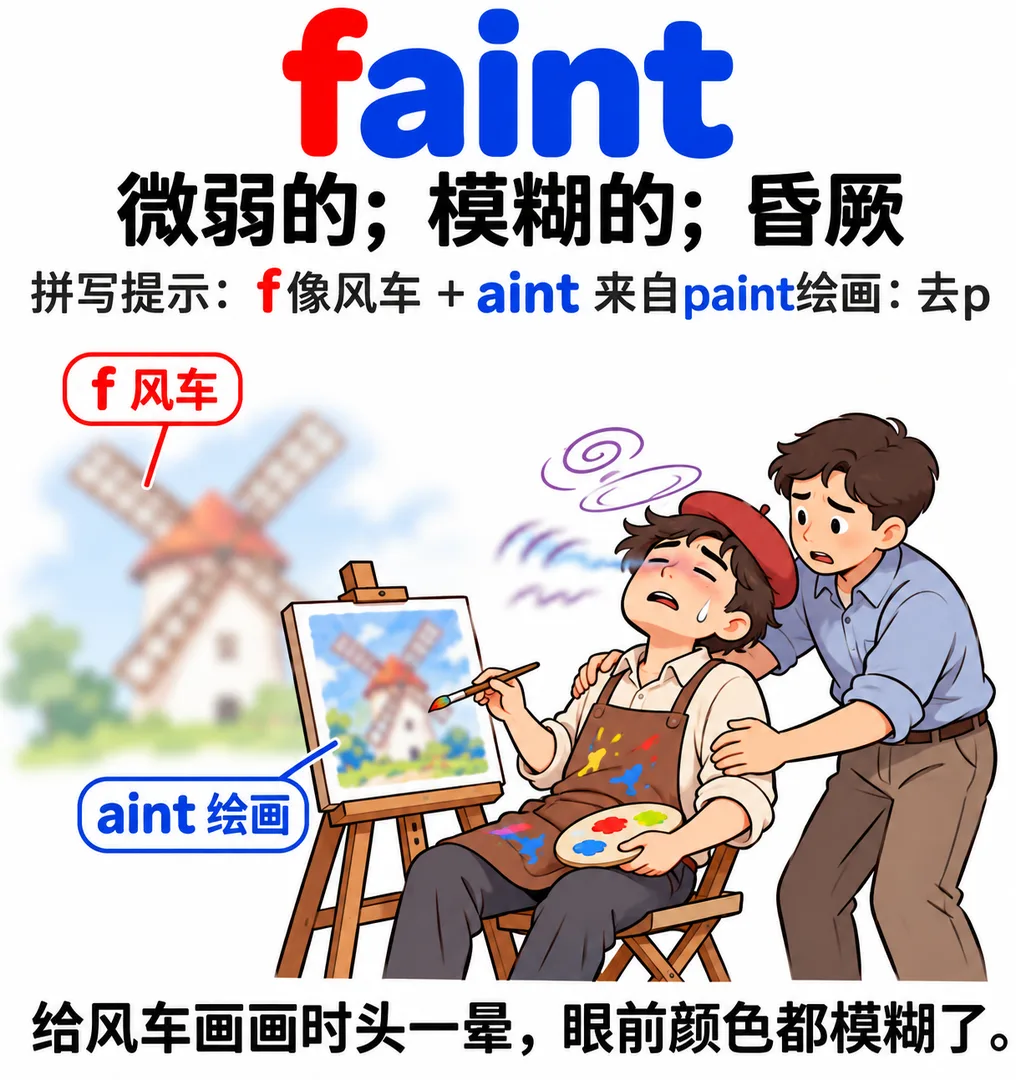 faint
微弱的；模糊的；昏厥
拼写提示：f像风车 + aint 来自paint绘画：去p
f 风车
aint 绘画
给风车画画时头一晕，眼前颜色都模糊了。